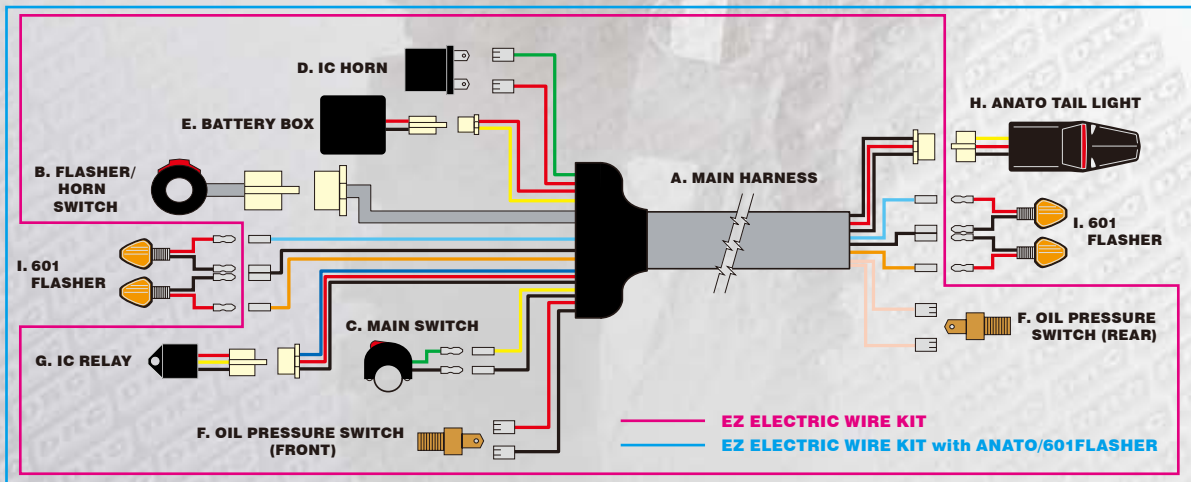 D. IC HORN
E. BATTERY BOX
B. FLASHER/
HORN
SWITCH
A. MAIN HARNESS
H. ANATO TAIL LIGHT
I. 601
FLASHER
I. 601
FLASHER
C. MAIN SWITCH
G. IC RELAY
F. OIL PRESSURE
SWITCH (REAR)
F. OIL PRESSURE SWITCH
(FRONT)
EZ ELECTRIC WIRE KIT
EZ ELECTRIC WIRE KIT with ANATO/601FLASHER